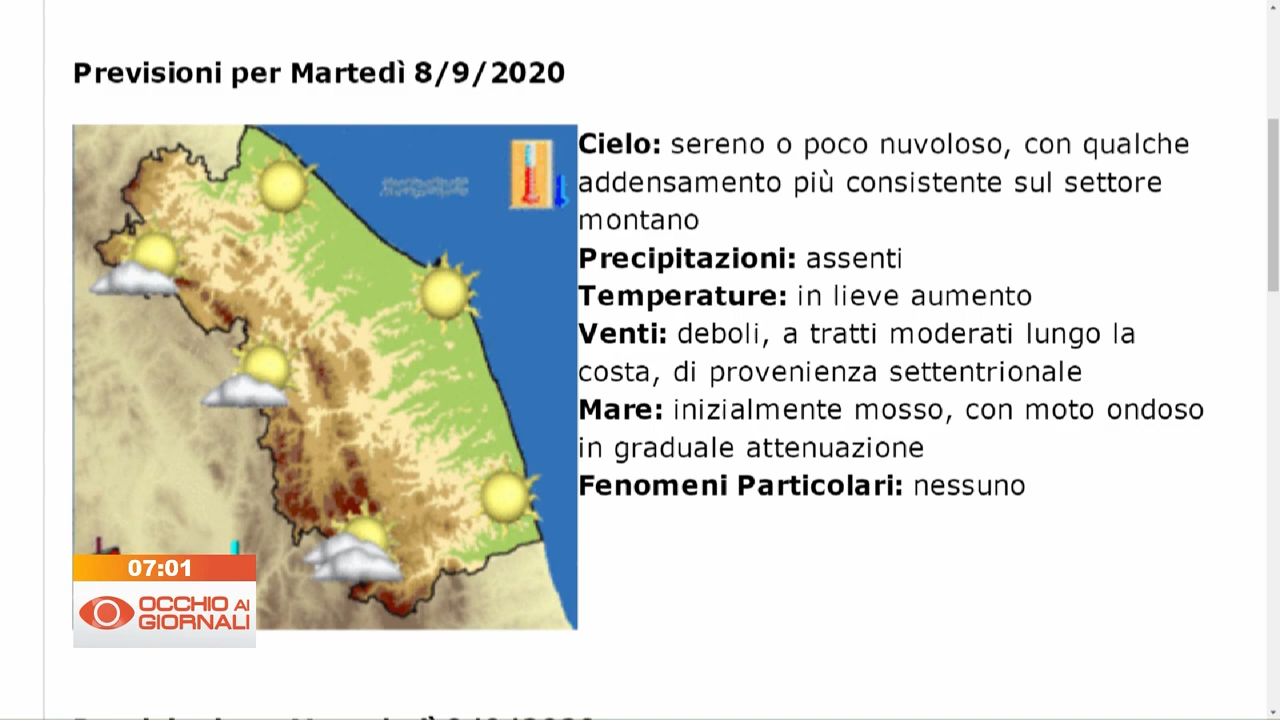 Previsioni per Martedì 8/9/2020
Cielo: sereno o poco nuvoloso, con qualche
addensamento più consistente sul settore
montano
Precipitazioni: assenti
Temperature: in lieve aumento
Venti: deboli, a tratti moderati lungo la
costa, di provenienza settentrionale
Mare: inizialmente mosso, con moto ondoso
in graduale attenuazione
Fenomeni Particolari: nessuno
07:01
OCCHIO AI
GIORNALI